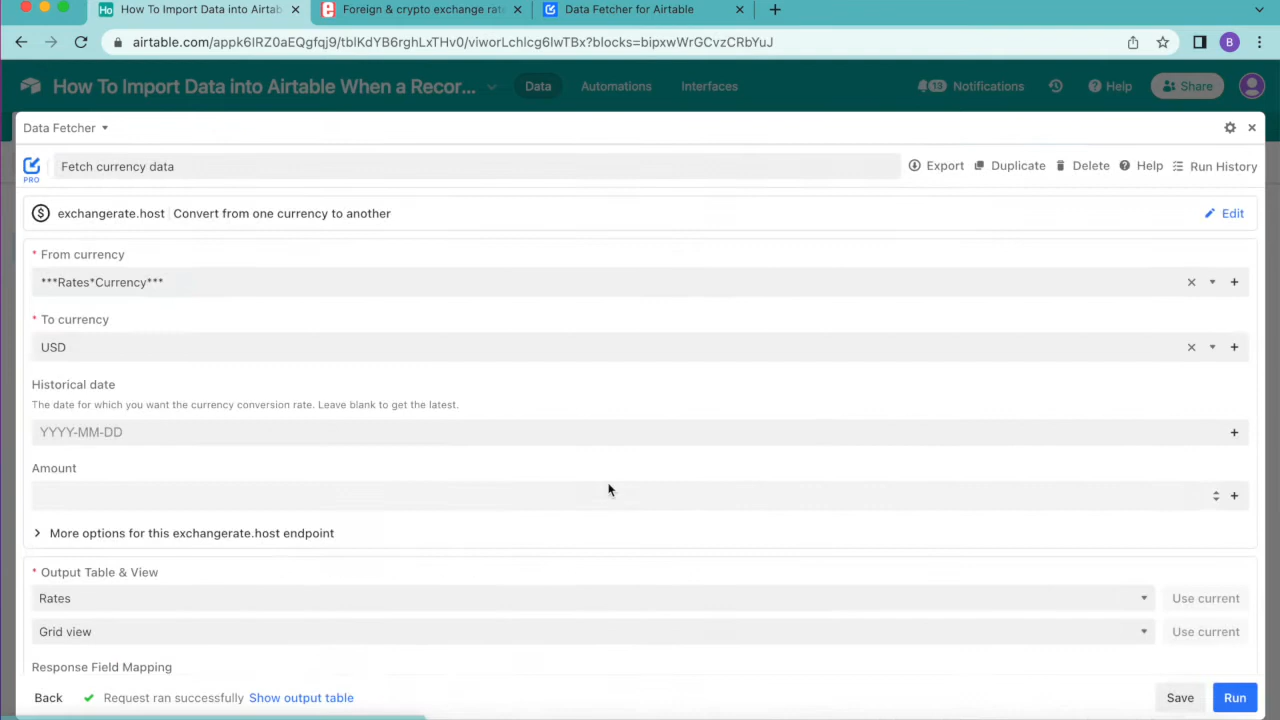 Ho How To Import Data into Airtab
Foreign & crypto exchange rat
Data Fetcher for Airtable
airtable.com/appk6IRZ0aEQgfqj9/tblKdYB6rghLxTHv0/viworLchlcg6IwTBx?blocks=bipxwWrGCvzCRbYuJ
B
How To Import Data into Airtable When a Recor...
Data
Automations
Interfaces
13 Notifications
Help
Share
Data Fetcher
PRO
Fetch currency data
Export
Duplicate
Delete
Help
Run History
exchangerate.host
Convert from one currency to another
Edit
* From currency
***Rates*Currency***
* To currency
USD
Historical date
The date for which you want the currency conversion rate. Leave blank to get the latest.
YYYY-MM-DD
Amount
More options for this exchangerate.host endpoint
* Output Table & View
Rates
Use current
Grid view
Use current
Response Field Mapping
Back
Request ran successfully Show output table
Save
Run